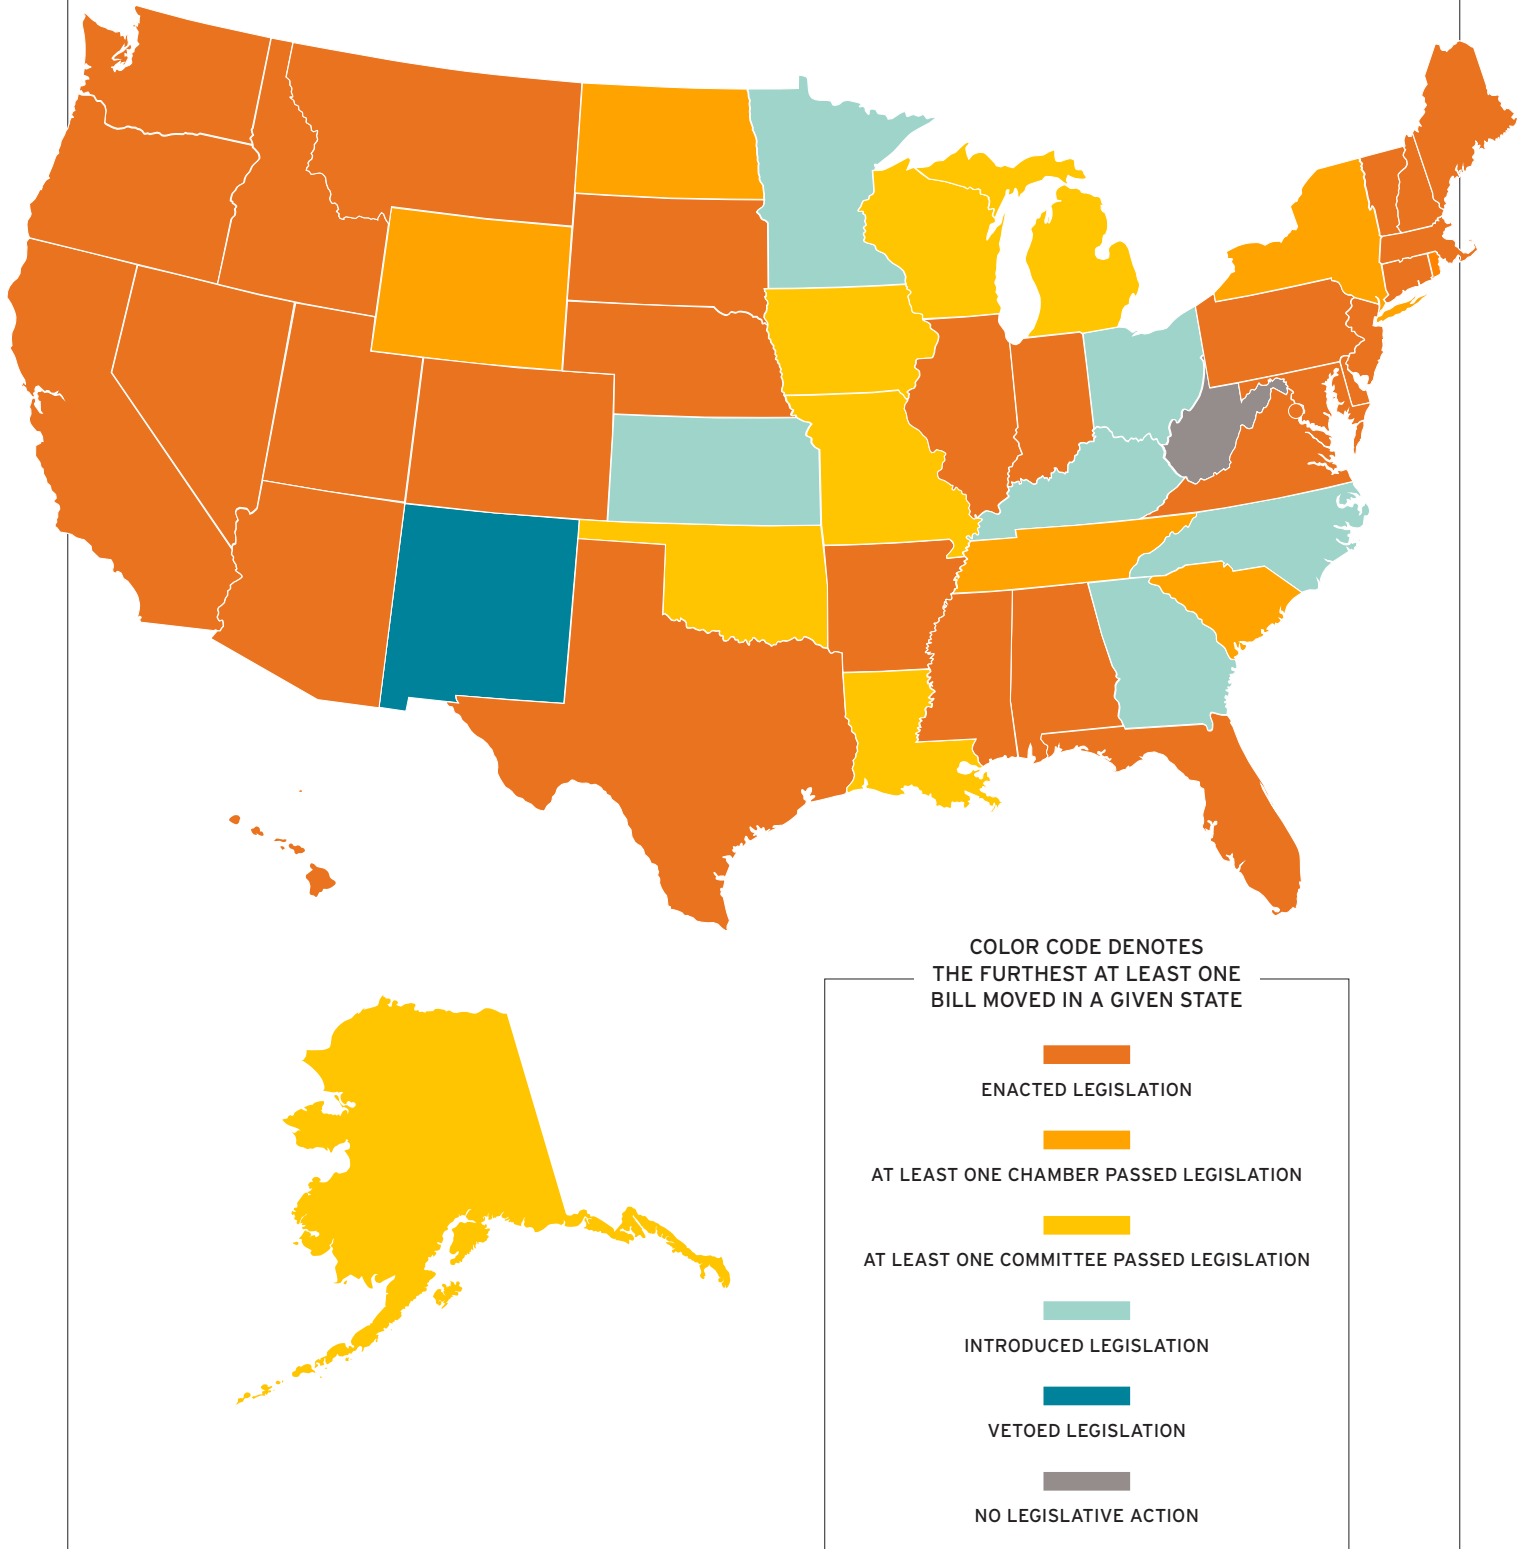 COLOR CODE DENOTES
THE FURTHEST AT LEAST ONE
BILL MOVED IN A GIVEN STATE
ENACTED LEGISLATION
AT LEAST ONE CHAMBER PASSED LEGISLATION
AT LEAST ONE COMMITTEE PASSED LEGISLATION
INTRODUCED LEGISLATION
VETOED LEGISLATION
NO LEGISLATIVE ACTION